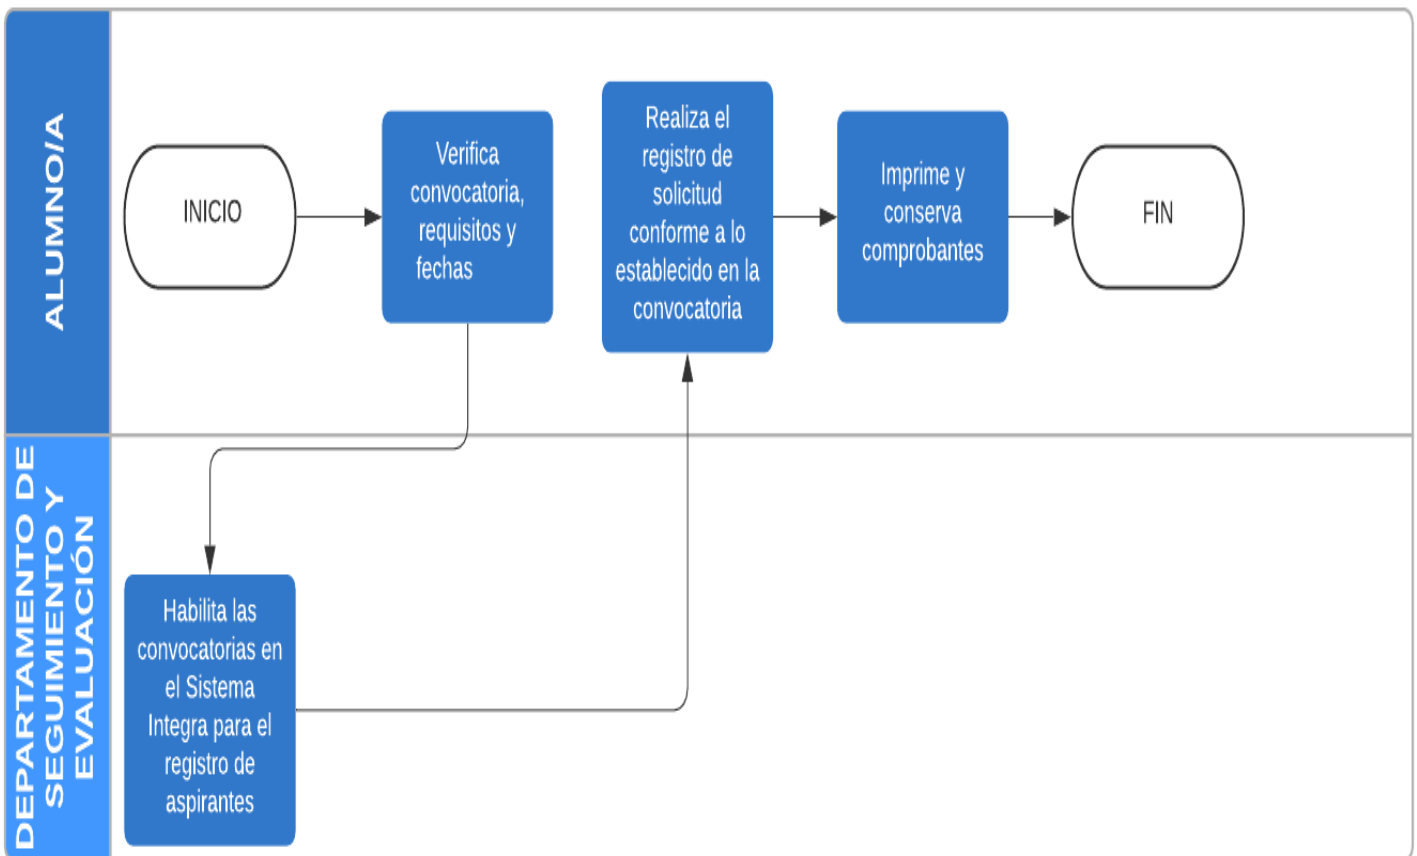 ALUMNO/A
INICIO
Verifica
convocatoria,
requisitos y
fechas
Realiza el
registro de
solicitud
conforme a lo
establecido en la
convocatoria
Imprime y
conserva
comprobantes
FIN
DEPARTAMENTO DE
SEGUIMIENTO Y
EVALUACIÓN
Habilita las
convocatorias en
el Sistema
Integra para el
registro de
aspirantes